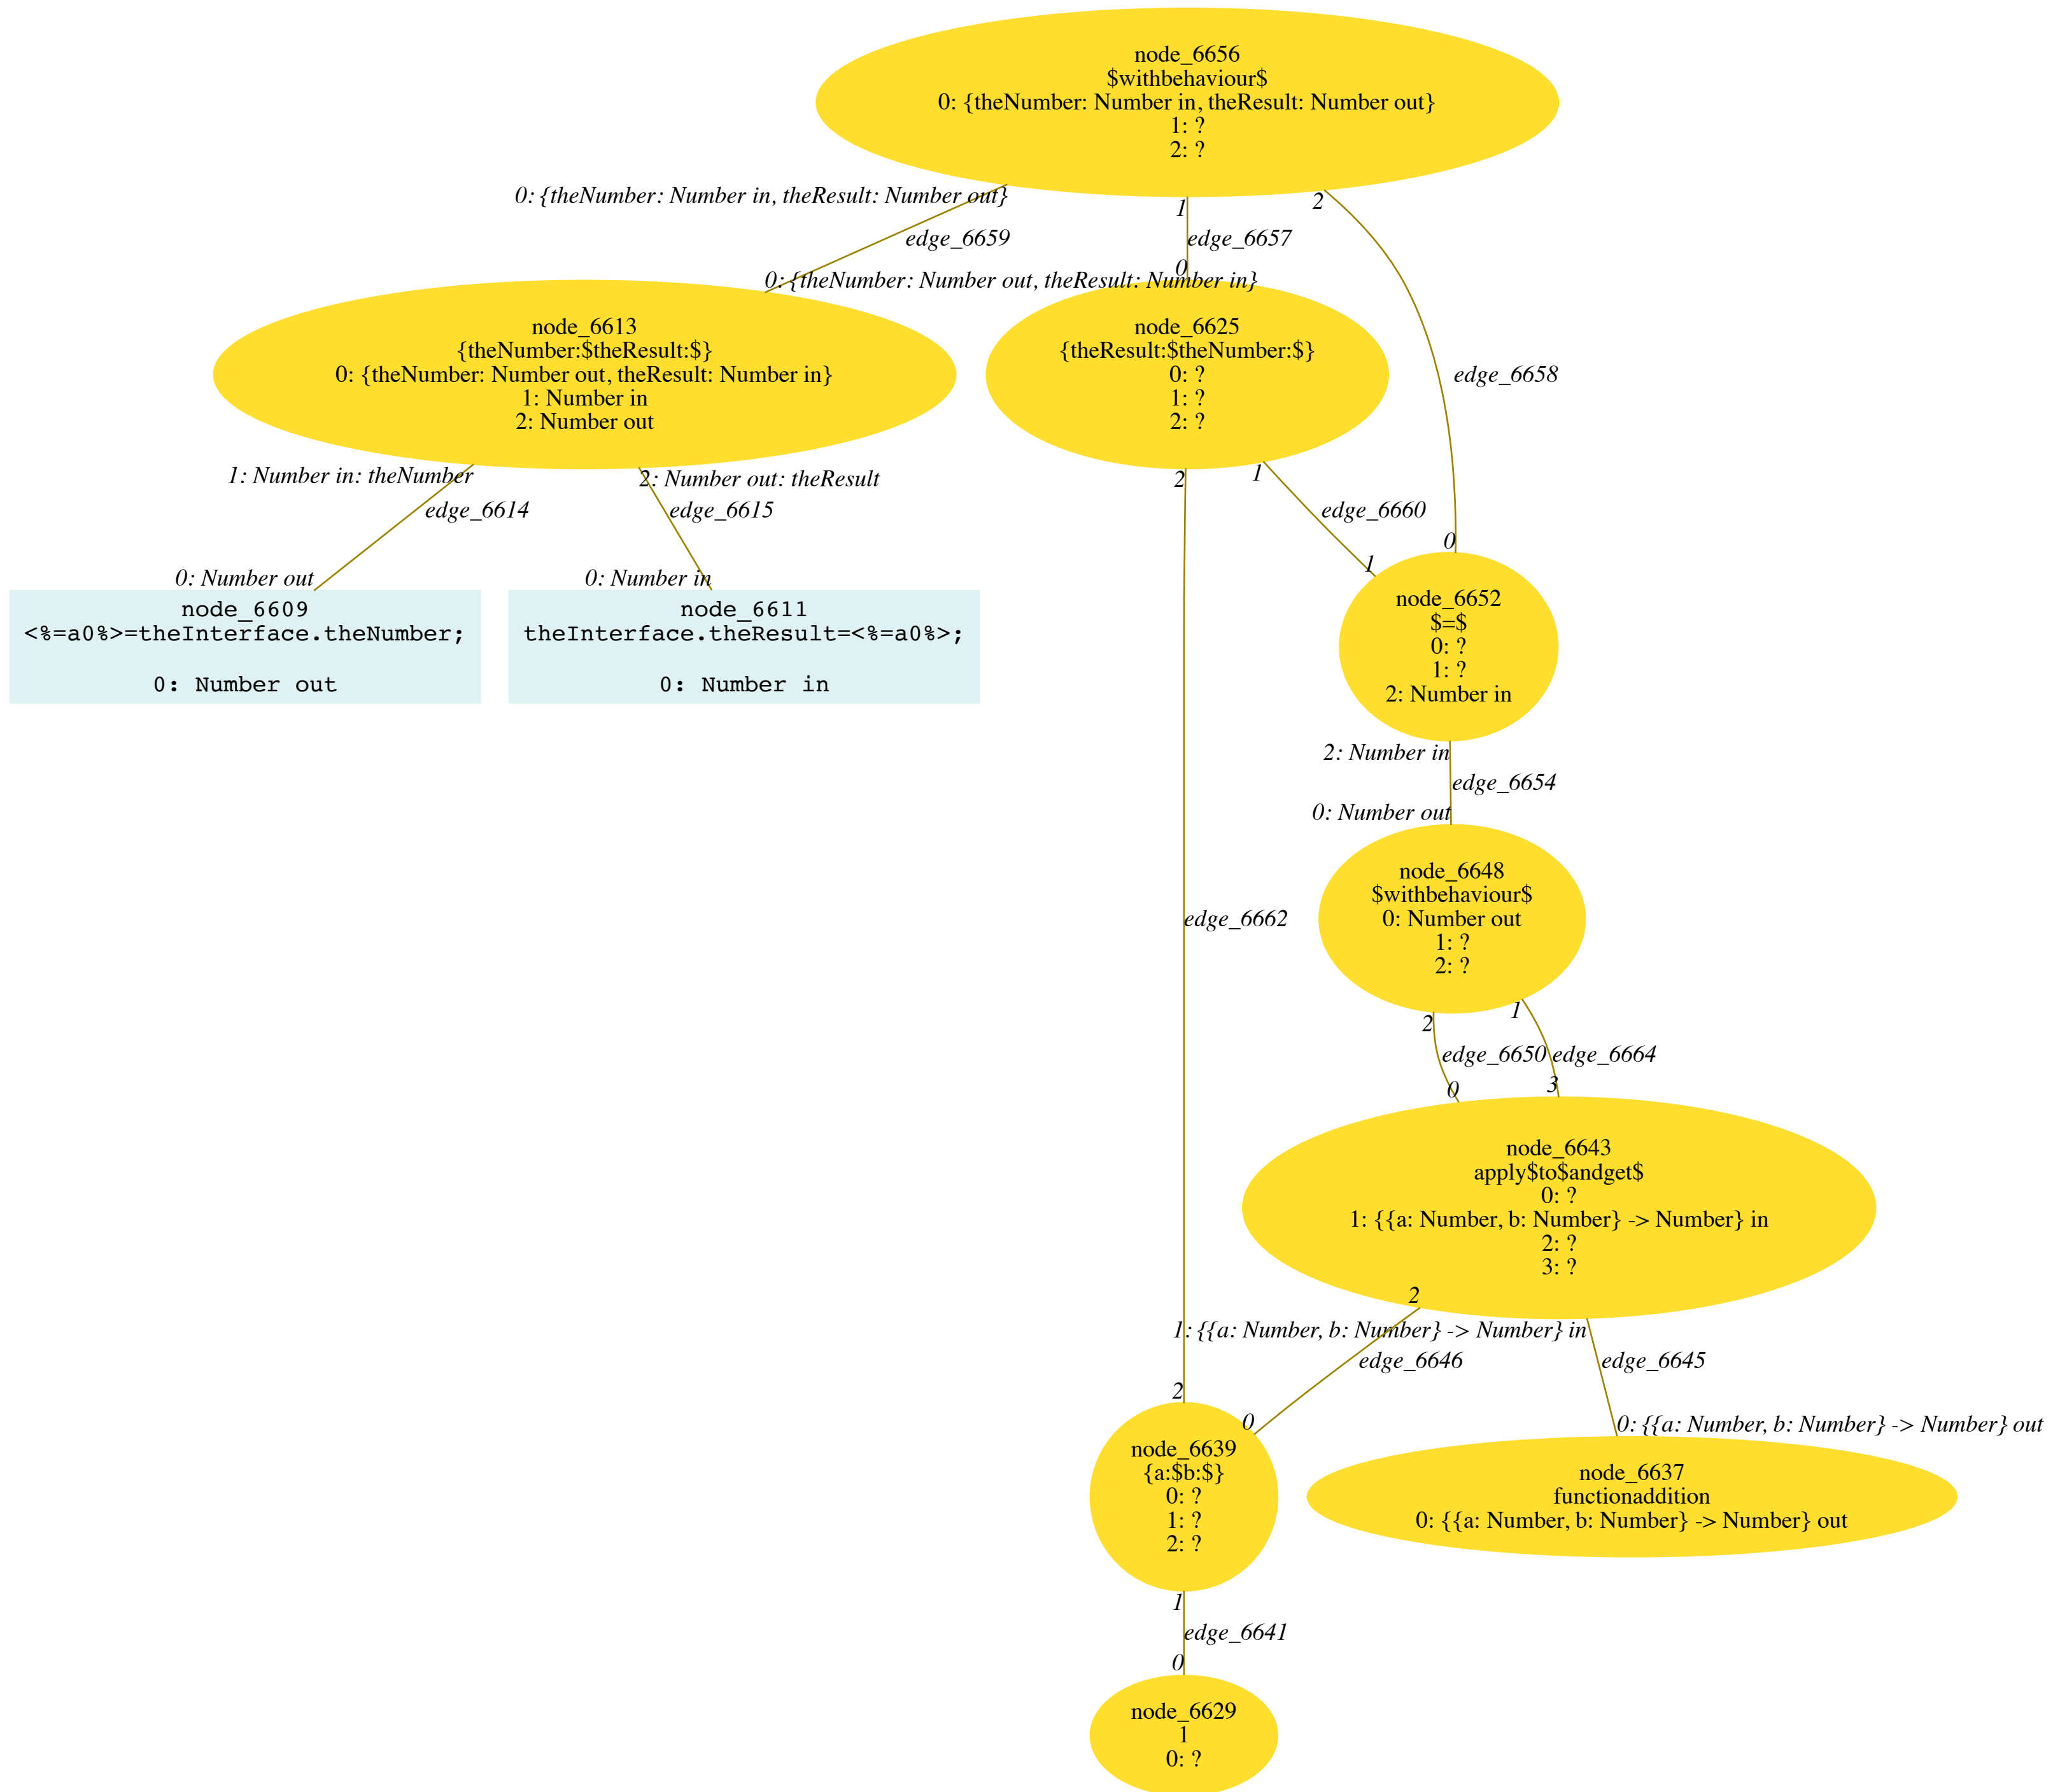 node_6656
$withbehaviour$
0: {theNumber: Number in, theResult: Number out}
1: ?
2: ?
0: {theNumber: Number in, theResult: Number out}
1
2
edge_6659
edge_6657
0
0: {theNumber: Number out, theResult: Number in}
node_6613
{theNumber:$theResult:$}
0: {theNumber: Number out, theResult: Number in}
1: Number in
2: Number out
node_6625
{theResult:$theNumber:$}
0: ?
1: ?
2: ?
edge_6658
1: Number in: theNumber
2: Number out: theResult
2
1
edge_6614
edge_6615
edge_6660
0: Number out
0: Number in
1
0
node_6609
<%=a0%>=theInterface.theNumber;
0: Number out
node_6611
theInterface.theResult=<%=a0%>;
0: Number in
node_6652
$=$
0: ?
1: ?
2: Number in
2: Number in
edge_6654
0: Number out
node_6648
$withbehaviour$
0: Number out
1: ?
2: ?
edge_6662
2
1
edge_6650
edge_6664
0
3
node_6643
apply$to$andget$
0: ?
1: {{a: Number, b: Number} -> Number} in
2: ?
3: ?
2
1: {{a: Number, b: Number} -> Number} in
edge_6646
edge_6645
2
0
0: {{a: Number, b: Number} -> Number} out
node_6639
{a:$b:$}
0: ?
1: ?
2: ?
node_6637
functionaddition
0: {{a: Number, b: Number} -> Number} out
1
edge_6641
0
node_6629
1
0: ?